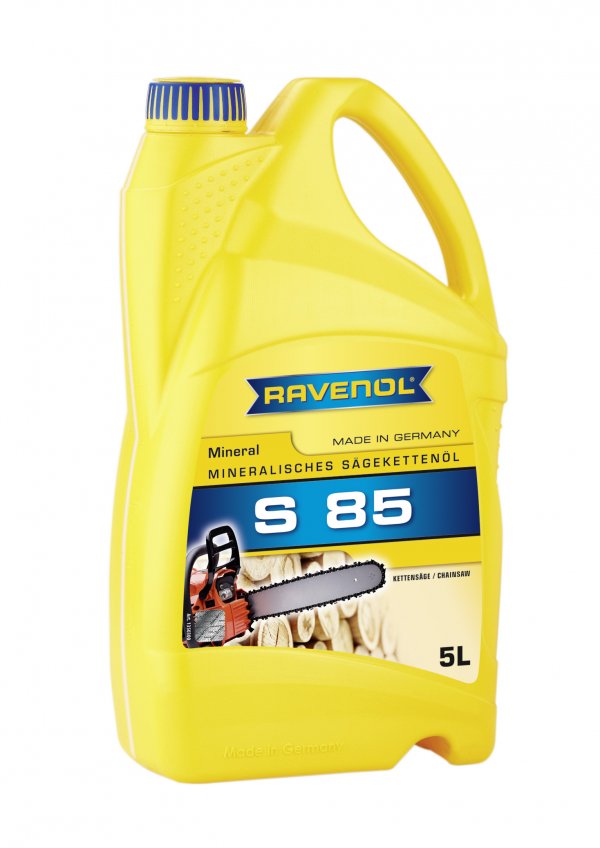 RAVENOL®
Mineral
MADE IN GERMANY
MINERALISCHES SÄGEKETTENÖL
S 85
KETTENSÄGE / CHAINSAW
5L
Made in Germany